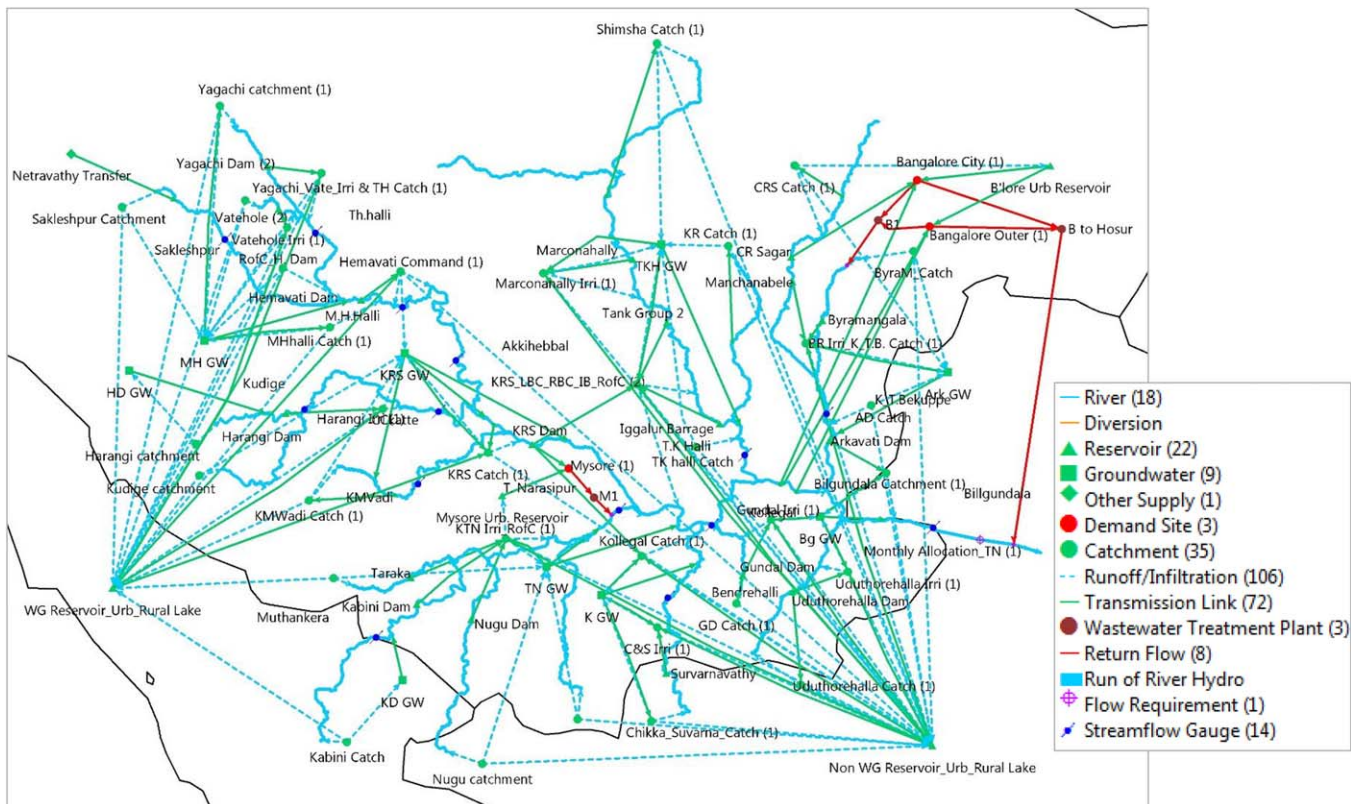 Shimsha Catch (1)
Yagachi catchment (1)
Yagachi Dam (2)
Bangalore City (1)
Netravathy Transfer
Yagachi_Vate_Irri & TH Catch (1)
CRS Catch (1)
B'lore Urb Reservoir
Sakleshpur Catchment
Vatehole (2)
Th.halli
B1
KR Catch (1)
Bangalore Outer (1)
B to Hosur
Vatehole Irri (1)
Sakleshpur
Marconahally
CR Sagar
RofC_H_Dam
Hemavati Command (1)
TKH GW
ByraM_Catch
Marconanally Irri (1)
Manchanabele
Hemavati Dam
M.H.Halli
Tank Group 2
Byramangala
MHhalli Catch (1)
MH GW
Akkihebbal
BR Irri_K_T.B. Catch (1)
KRS GW
Kudige
KRS_LBC_RBC_IB_RofC (2)
HD GW
Ark GW
K-T.Bekuppe
Harangi Dam
KRS Dam
Iggalur Barrage
AD Catch
T.K Halli
Arkavati Dam
Harangi catchment
TK halli Catch
Mysore (1)
Kudige catchment
KRS Catch (1)
Bilgundala Catchment (1)
Billgundala
KMVadi
T. Narasipur
M1
KMWadi Catch (1)
Gundal Irri (1)
Mysore Urb. Reservoir
KTN Irri_RofC (1)
Bg GW
Kollegal Catch (1)
Monthly Allocation_TN (1)
Gundal Dam
Taraka
TN GW
Uduthorehalla Irri (1)
WG Reservoir_Urb_Rural Lake
Bendrehalli
Uduthorehalla Dam
Muthankera
Kabini Dam
Nugu Dam
K GW
GD Catch (1)
C&S Irri (1)
Survarnavathy
Uduthorehalla Catch (1)
KD GW
Chikka_Suvarna_Catch (1)
Kabini Catch
Nugu catchment
Non WG Reservoir_Urb_Rural Lake
River (18)
Diversion
Reservoir (22)
Groundwater (9)
Other Supply (1)
Demand Site (3)
Catchment (35)
Runoff/Infiltration (106)
Transmission Link (72)
Wastewater Treatment Plant (3)
Return Flow (8)
Run of River Hydro
Flow Requirement (1)
Streamflow Gauge (14)